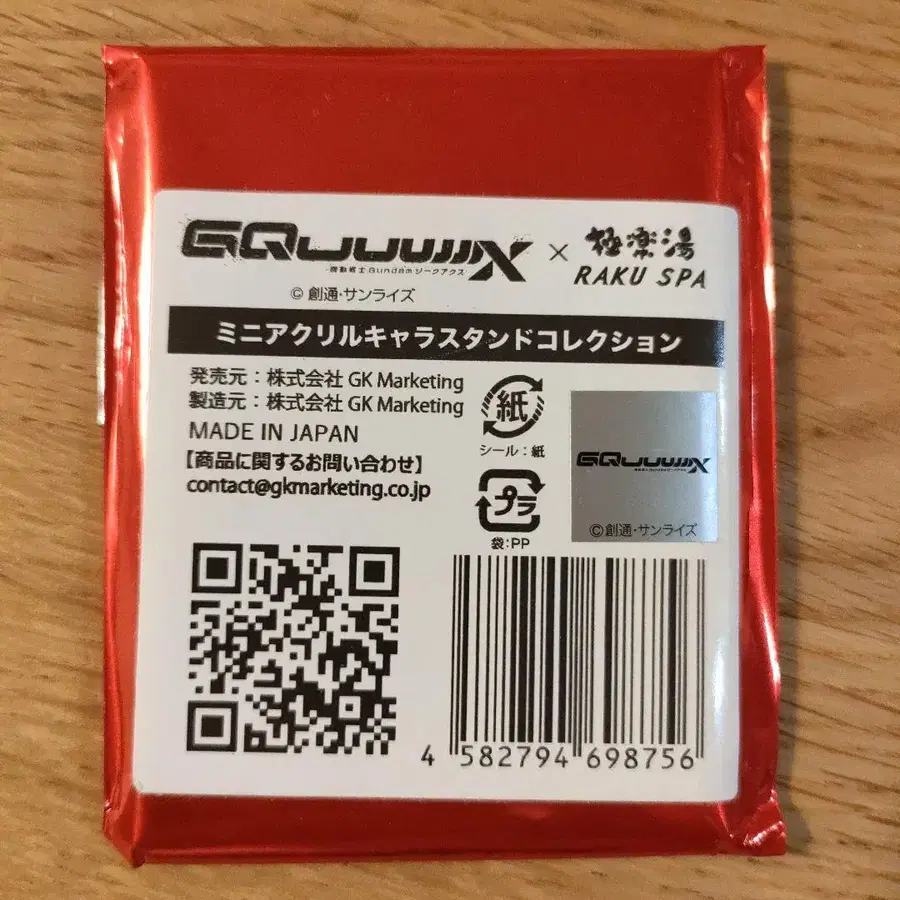 GQuuuuuuX × 極楽湯
機動戦士Gundamジークアクス
RAKU SPA
© 創通・サンライズ
ミニアクリルキャラスタンドコレクション
発売元：株式会社 GK Marketing
製造元：株式会社 GK Marketing
MADE IN JAPAN
【商品に関するお問い合わせ】
contact@gkmarketing.co.jp
紙
シール：紙
プラ
袋：PP
GQuuuuuuX
©創通・サンライズ
4 582794 698756